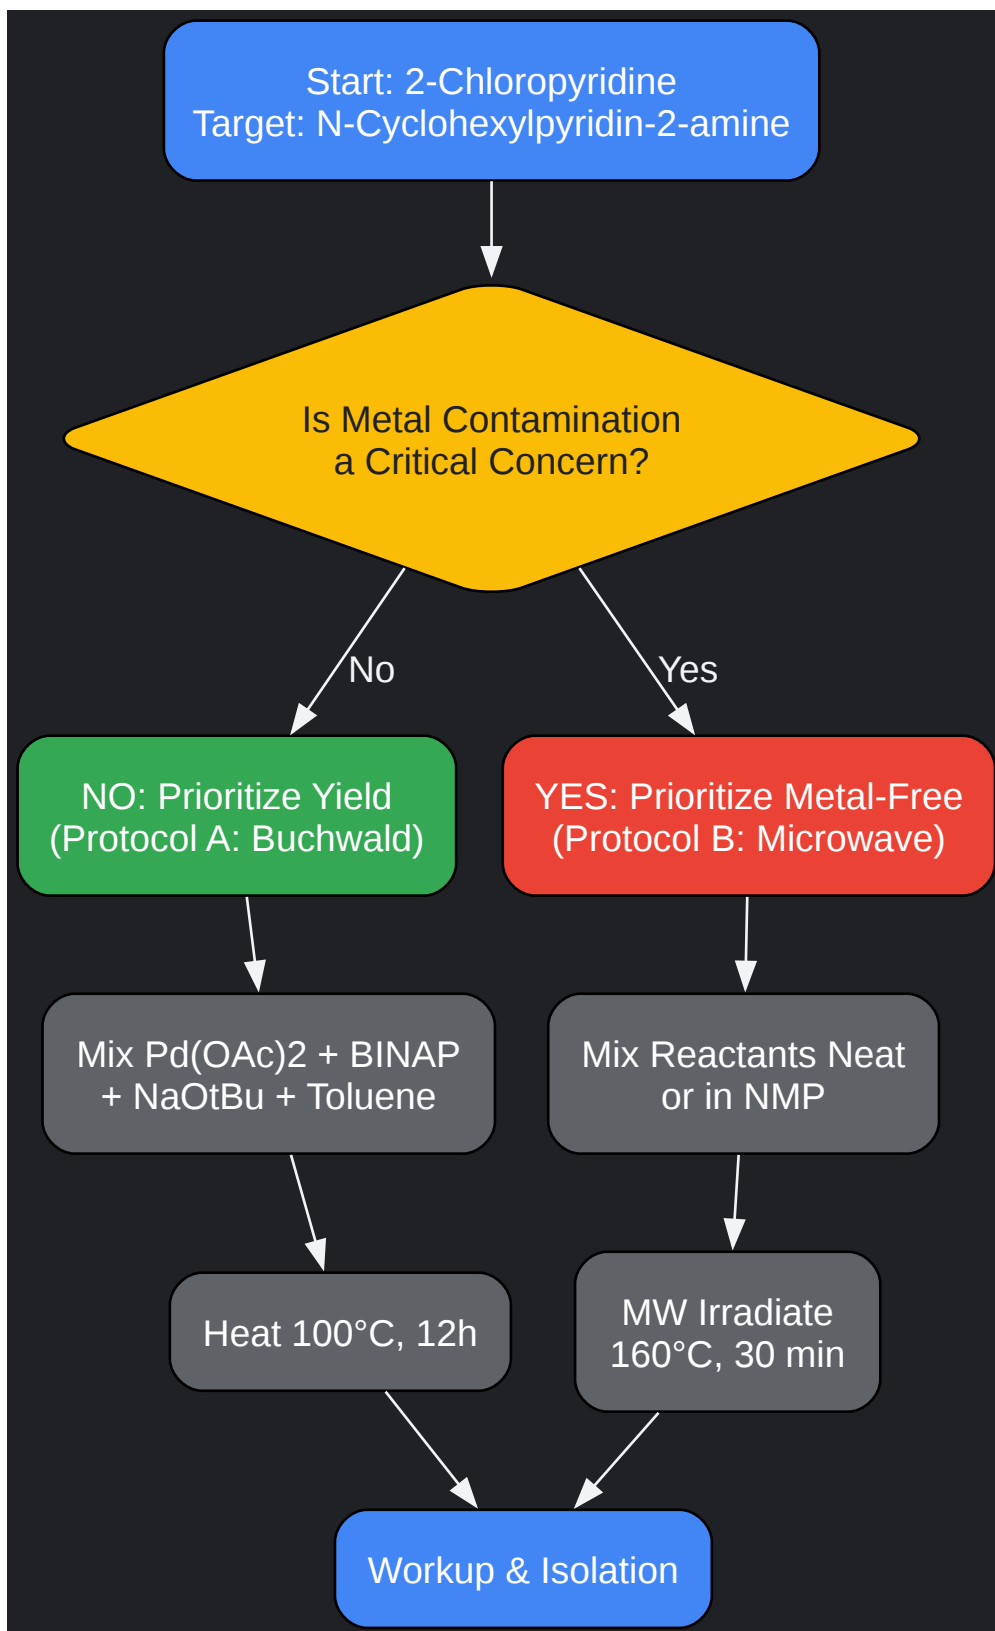 Start: 2-Chloropyridine
Target: N-Cyclohexylpyridin-2-amine
Is Metal Contamination
a Critical Concern?
No
Yes
NO: Prioritize Yield
(Protocol A: Buchwald)
YES: Prioritize Metal-Free
(Protocol B: Microwave)
Mix Pd(OAc)2 + BINAP
+ NaOtBu + Toluene
Mix Reactants Neat
or in NMP
Heat 100°C, 12h
MW Irradiate
160°C, 30 min
Workup & Isolation